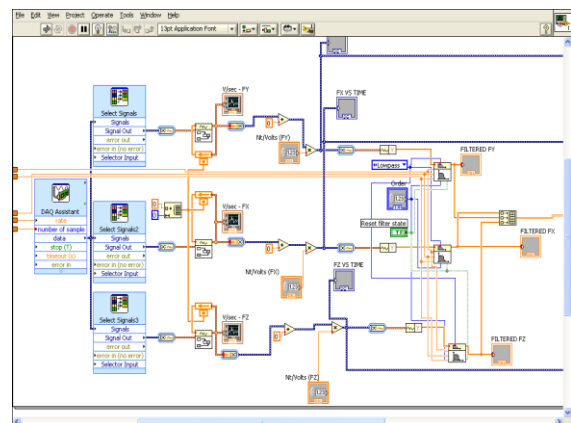 File Edit View Project Operate Tools Window Help
13pt Application Font
FX VS TIME
V/sec - FY
Select Signals
Signals
Signal Out
error out
error in (no error)
Selector Input
Nt/Volts (FY)
Lowpass
FILTERED FY
DAQ Assistant
rate
number of sample
data
stop (T)
timeout (s)
error in
Select Signals2
Signals
Signal Out
error out
error in (no error)
Selector Input
V/sec - FX
Order
Reset filter state
Nt/Volts (FX)
FILTERED FX
FZ VS TIME
Select Signals3
Signals
Signal Out
error out
error in (no error)
Selector Input
V/sec - FZ
Nt/Volts (FZ)
FILTERED FZ